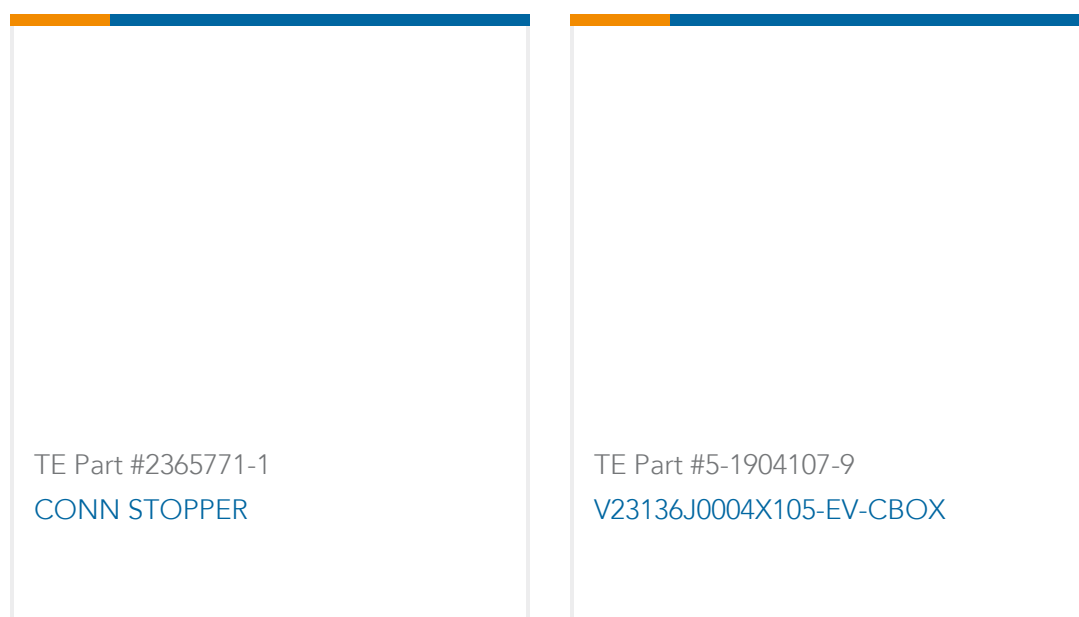 TE Part #2365771-1
CONN STOPPER
TE Part #5-1904107-9
V23136J0004X105-EV-CBOX